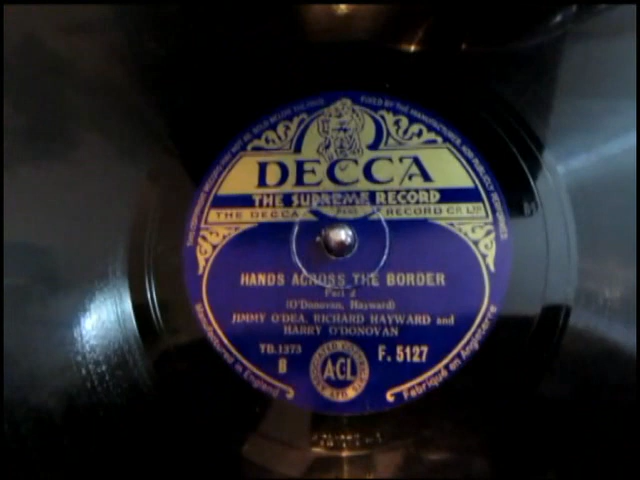 DECCA
THE SUPREME RECORD
THE DECCA RECORD CO. LTD
HANDS ACROSS THE BORDER
Part 2
(O'Donovan, Hayward)
JIMMY O'DEA, RICHARD HAYWARD and
HARRY O'DONOVAN
TB.1373
B
F. 5127
ACL
Manufactured in England
Fabriqué en Angleterre